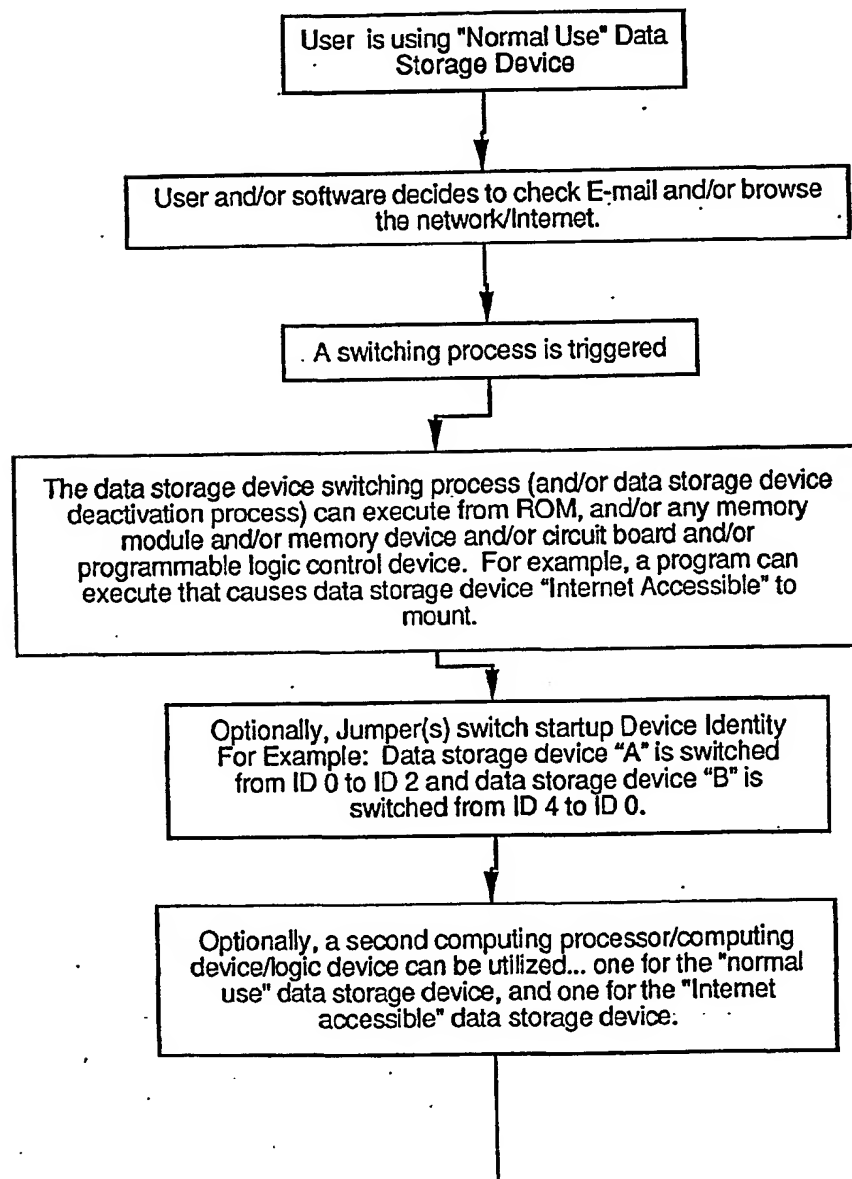 User is using "Normal Use" Data
Storage Device
User and/or software decides to check E-mail and/or browse
the network/Internet.
A switching process is triggered
The data storage device switching process (and/or data storage device
deactivation process) can execute from ROM, and/or any memory
module and/or memory device and/or circuit board and/or
programmable logic control device. For example, a program can
execute that causes data storage device "Internet Accessible" to
mount.
Optionally, Jumper(s) switch startup Device Identity
For Example: Data storage device "A" is switched
from ID 0 to ID 2 and data storage device "B" is
switched from ID 4 to ID 0.
Optionally, a second computing processor/computing
device/logic device can be utilized... one for the "normal
use" data storage device, and one for the "Internet
accessible" data storage device.